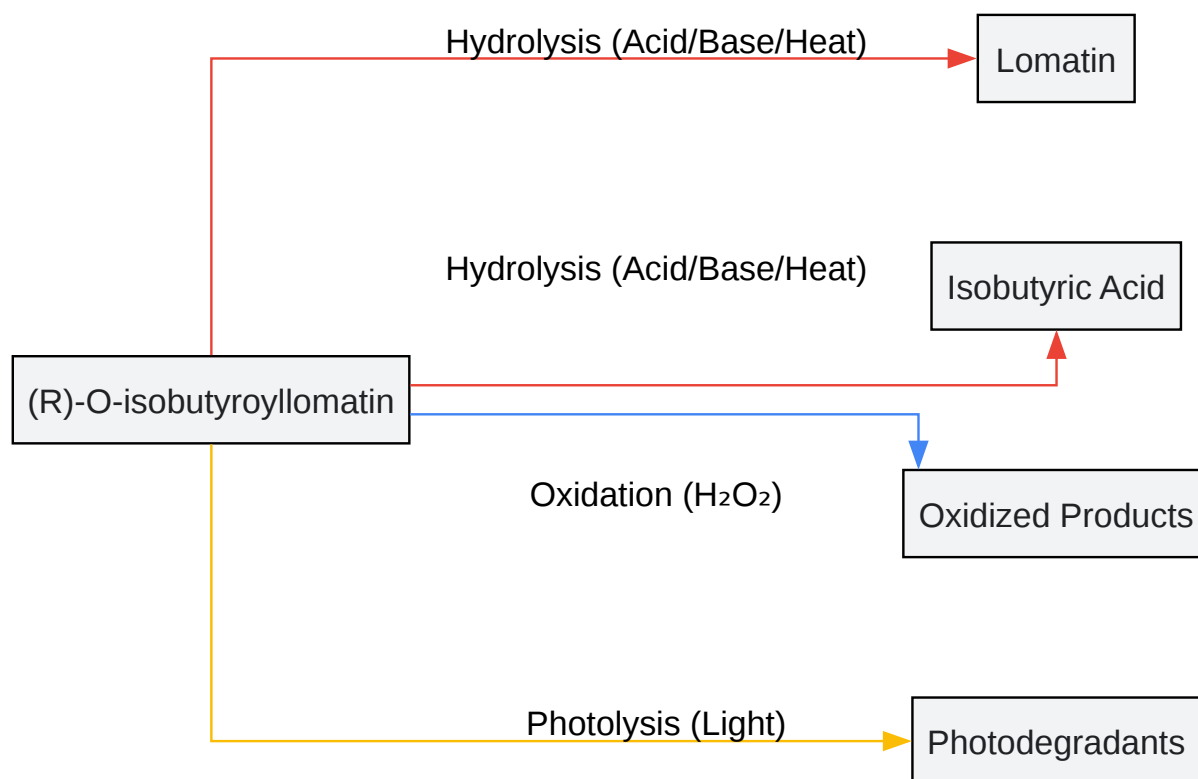 Hydrolysis (Acid/Base/Heat)
Lomatin
Hydrolysis (Acid/Base/Heat)
Isobutyric Acid
(R)-O-isobutyroyllomatin
Oxidation (H₂O₂)
Oxidized Products
Photolysis (Light)
Photodegradants